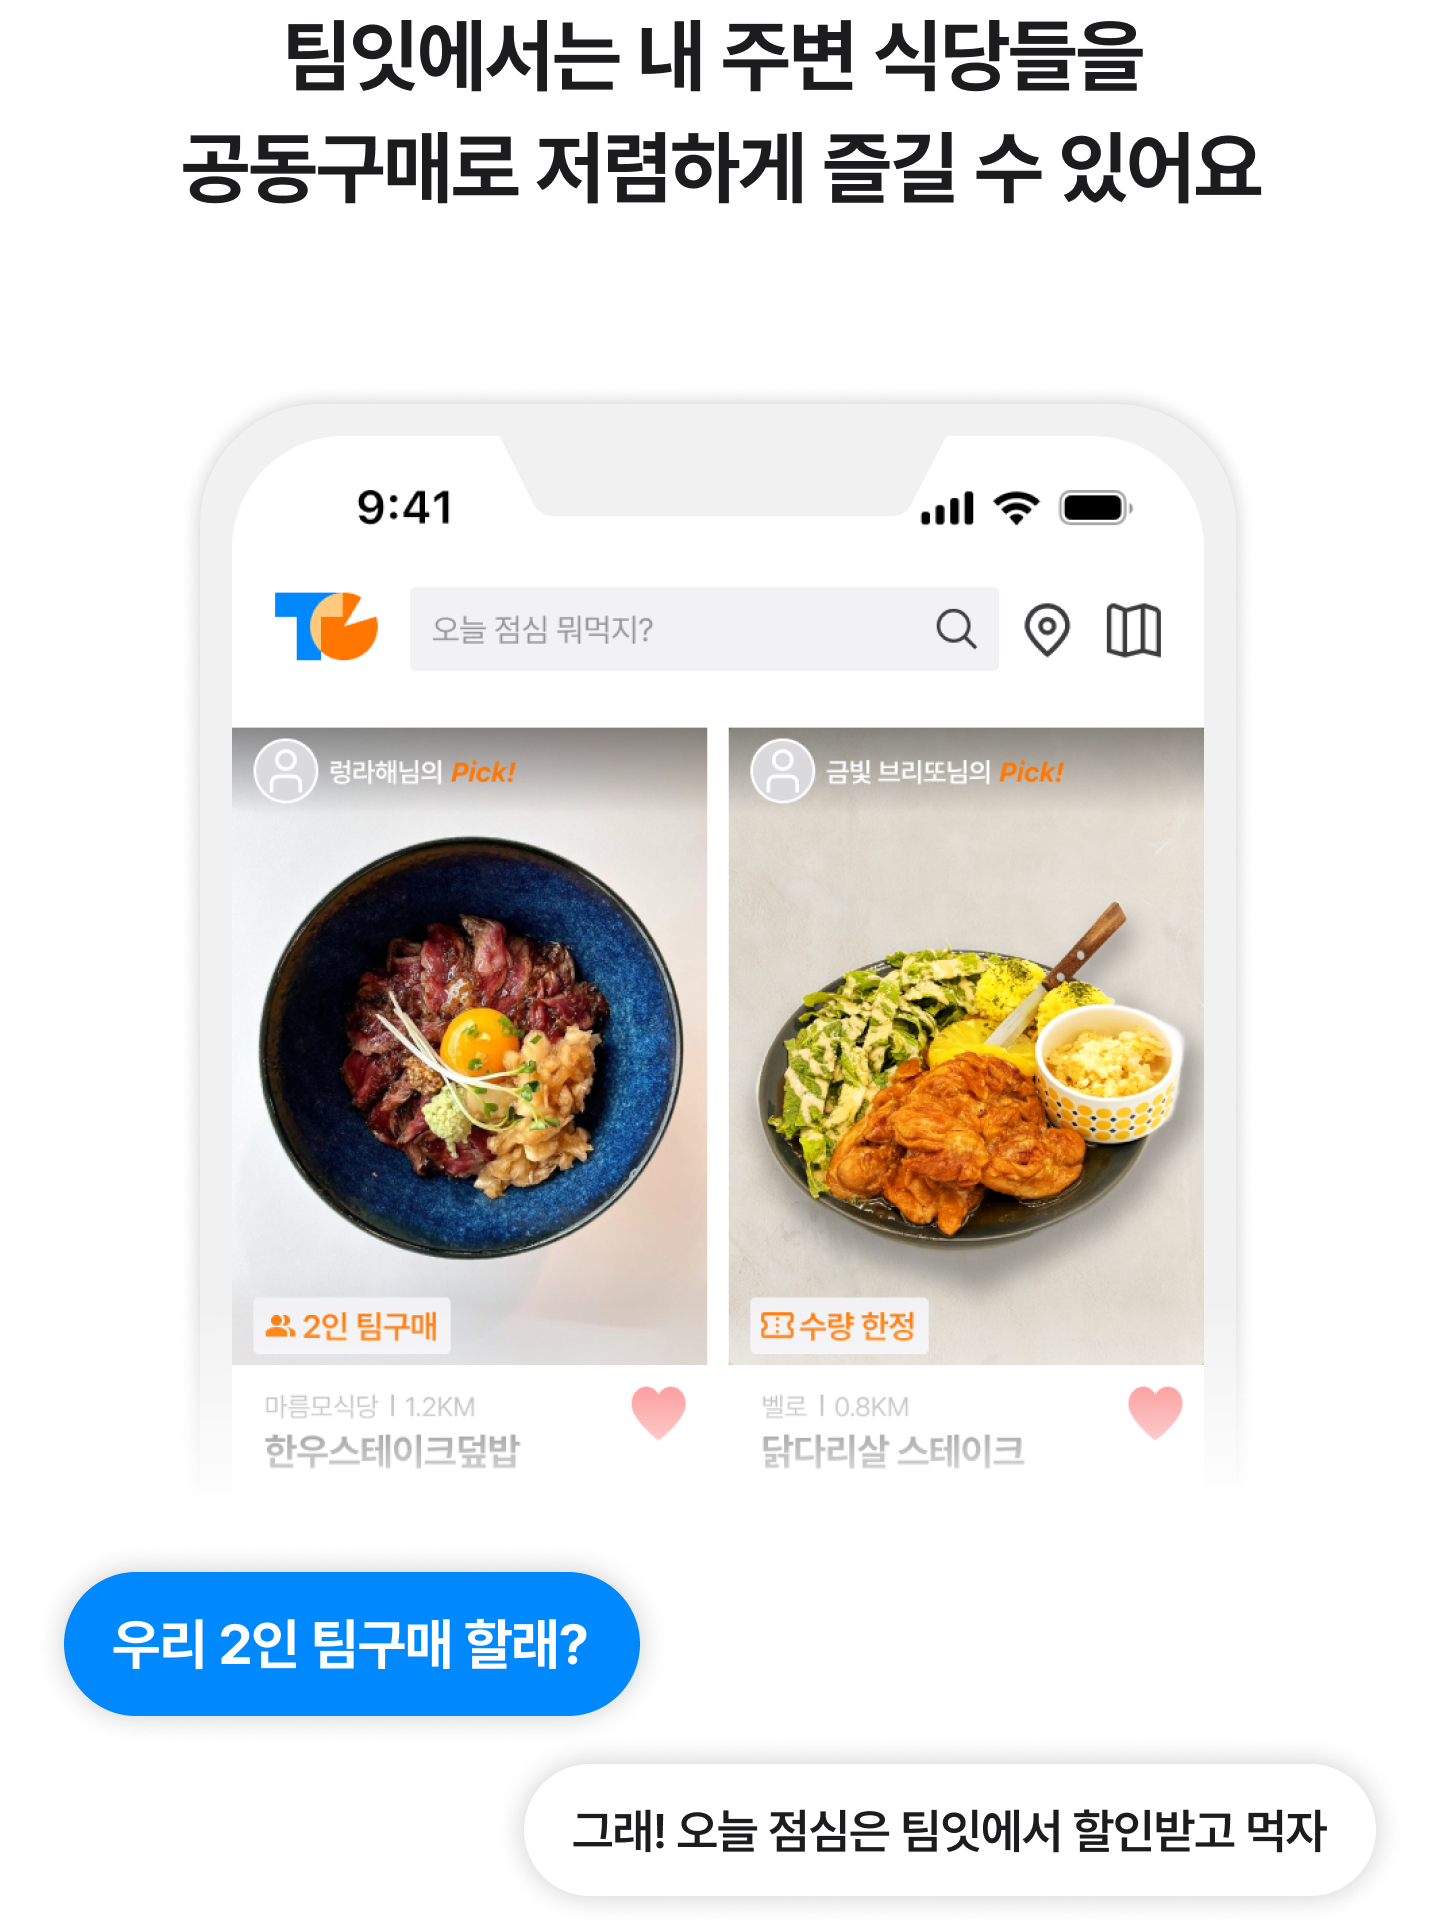 팀잇에서는 내 주변 식당들을
공동구매로 저렴하게 즐길 수 있어요
9:41
오늘 점심 뭐먹지?
렁라해님의 Pick!
금빛 브리또님의 Pick!
2인 팀구매
수량 한정
마름모식당 | 1.2KM
한우스테이크덮밥
벨로 | 0.8KM
닭다리살 스테이크
우리 2인 팀구매 할래?
그래! 오늘 점심은 팀잇에서 할인받고 먹자